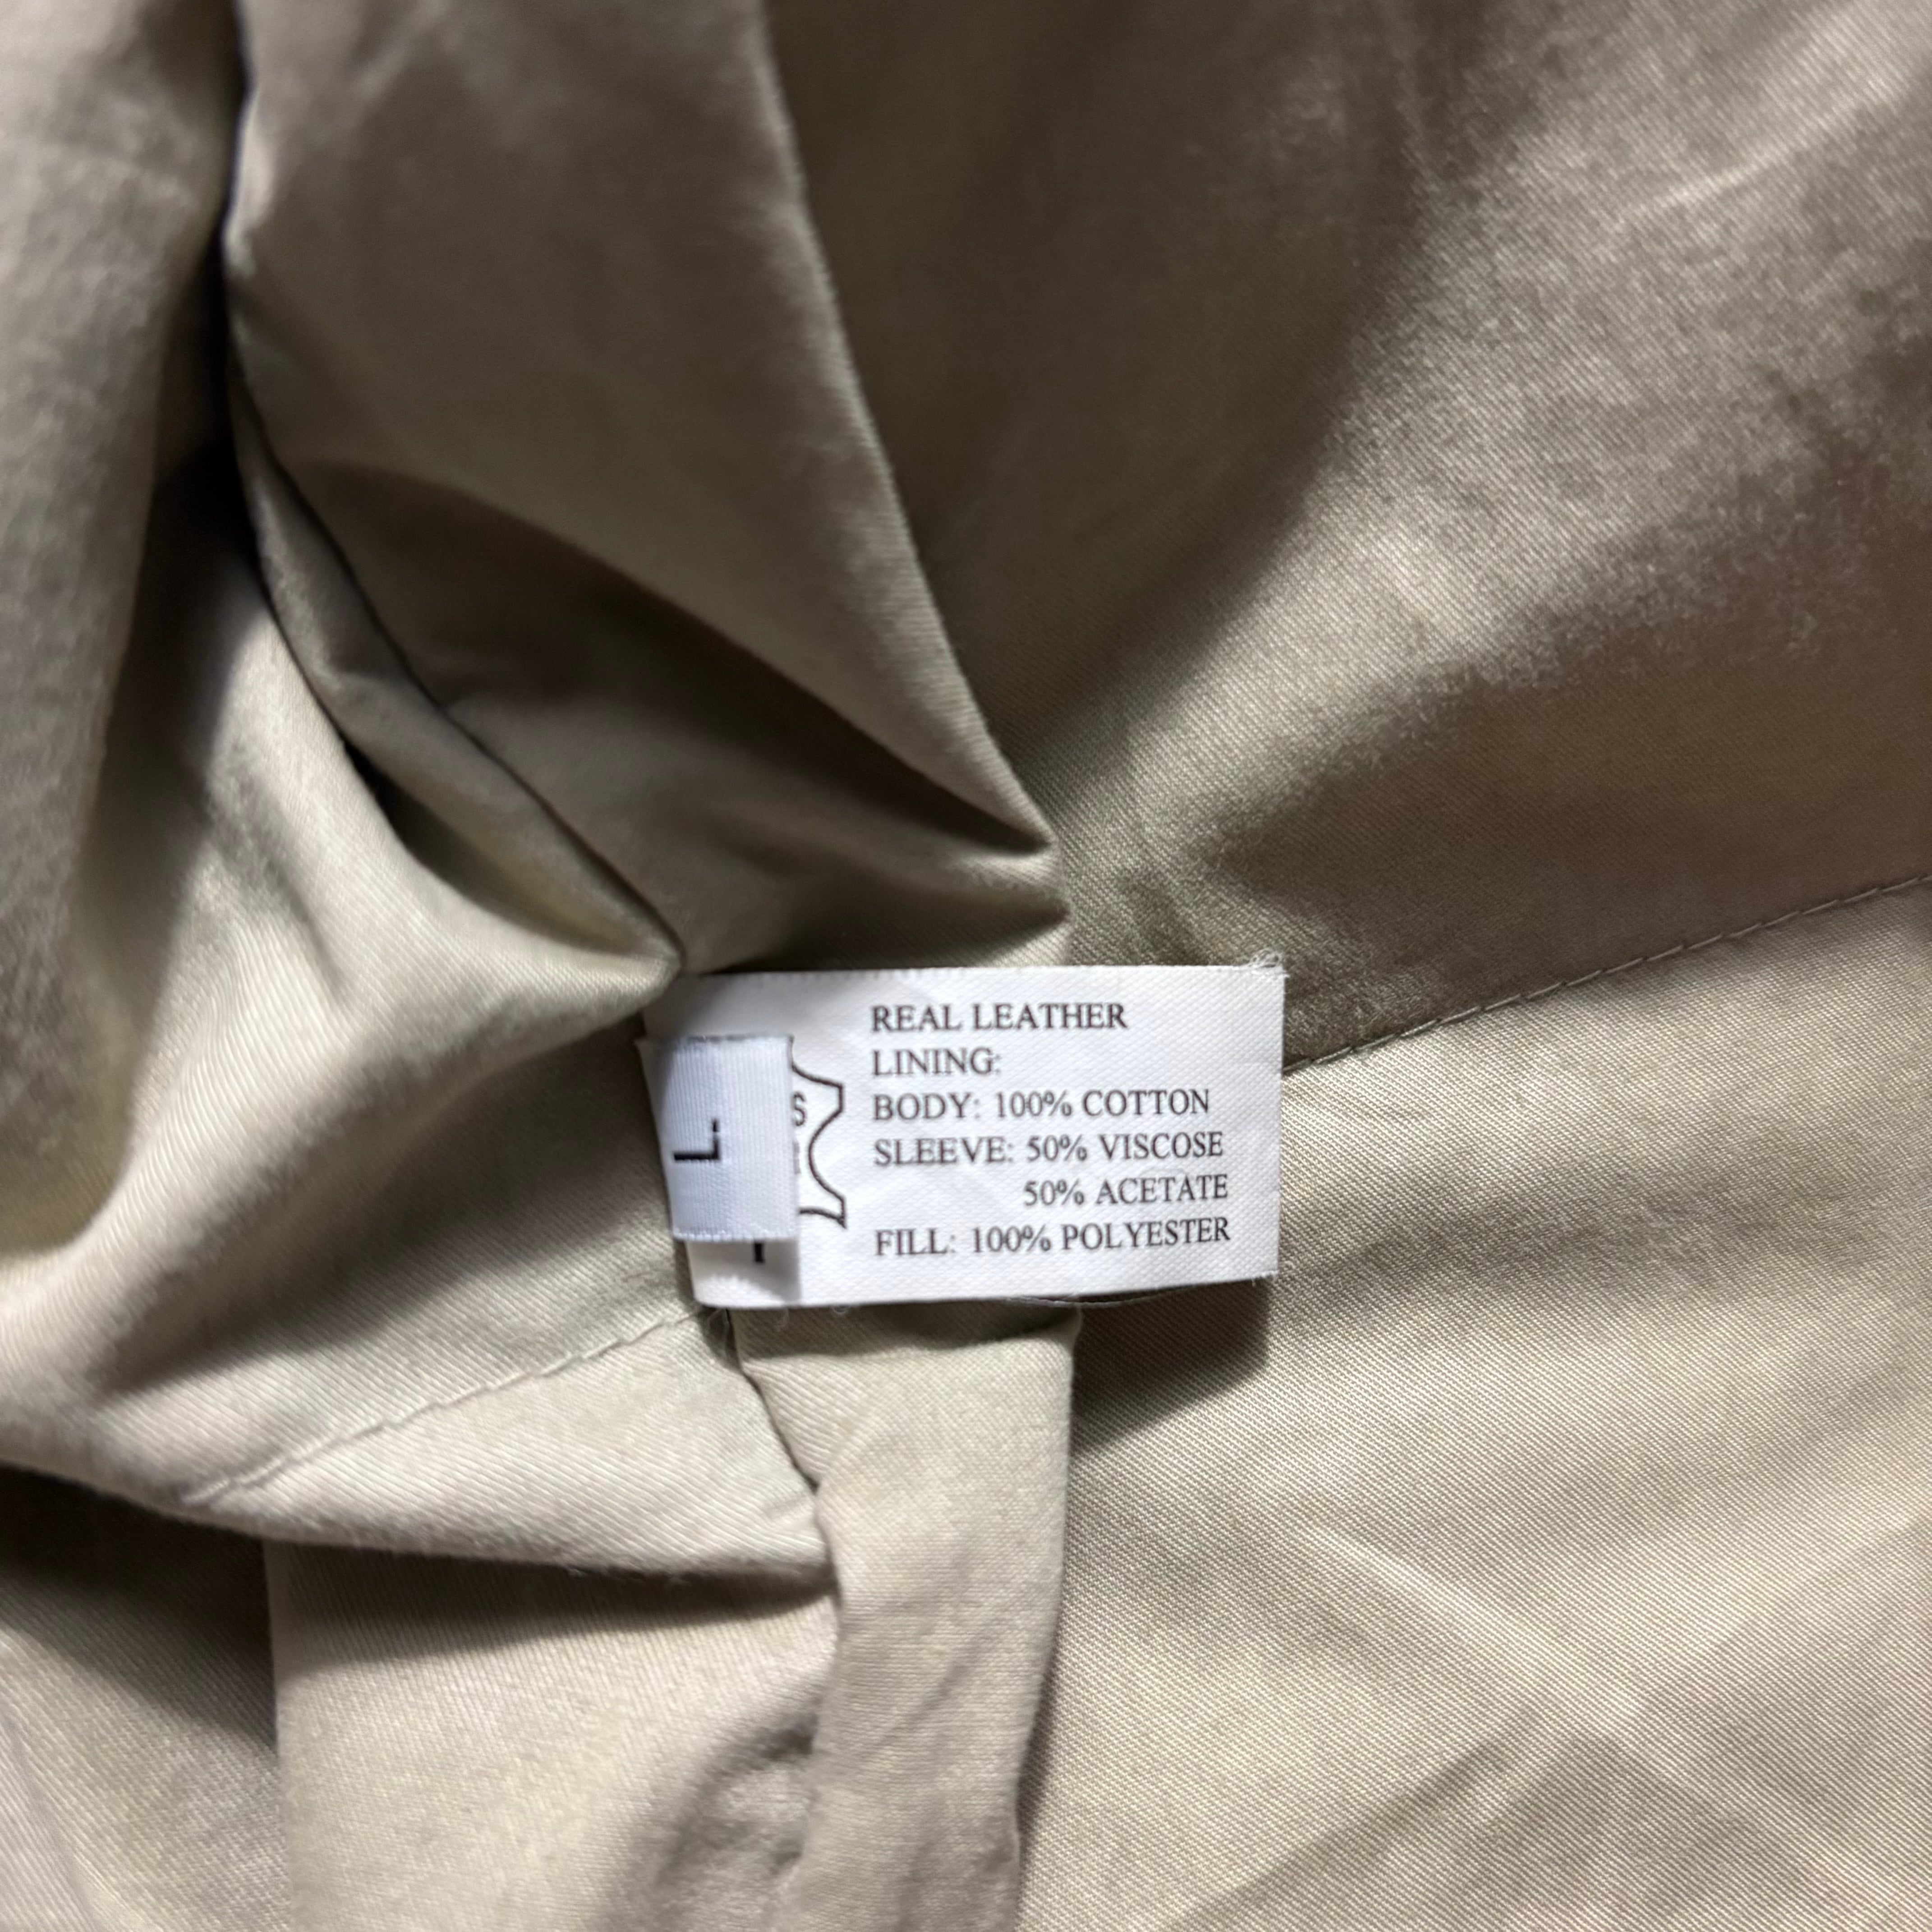 REAL LEATHER
LINING:
BODY: 100% COTTON
SLEEVE: 50% VISCOSE
50% ACETATE
FILL: 100% POLYESTER
L.